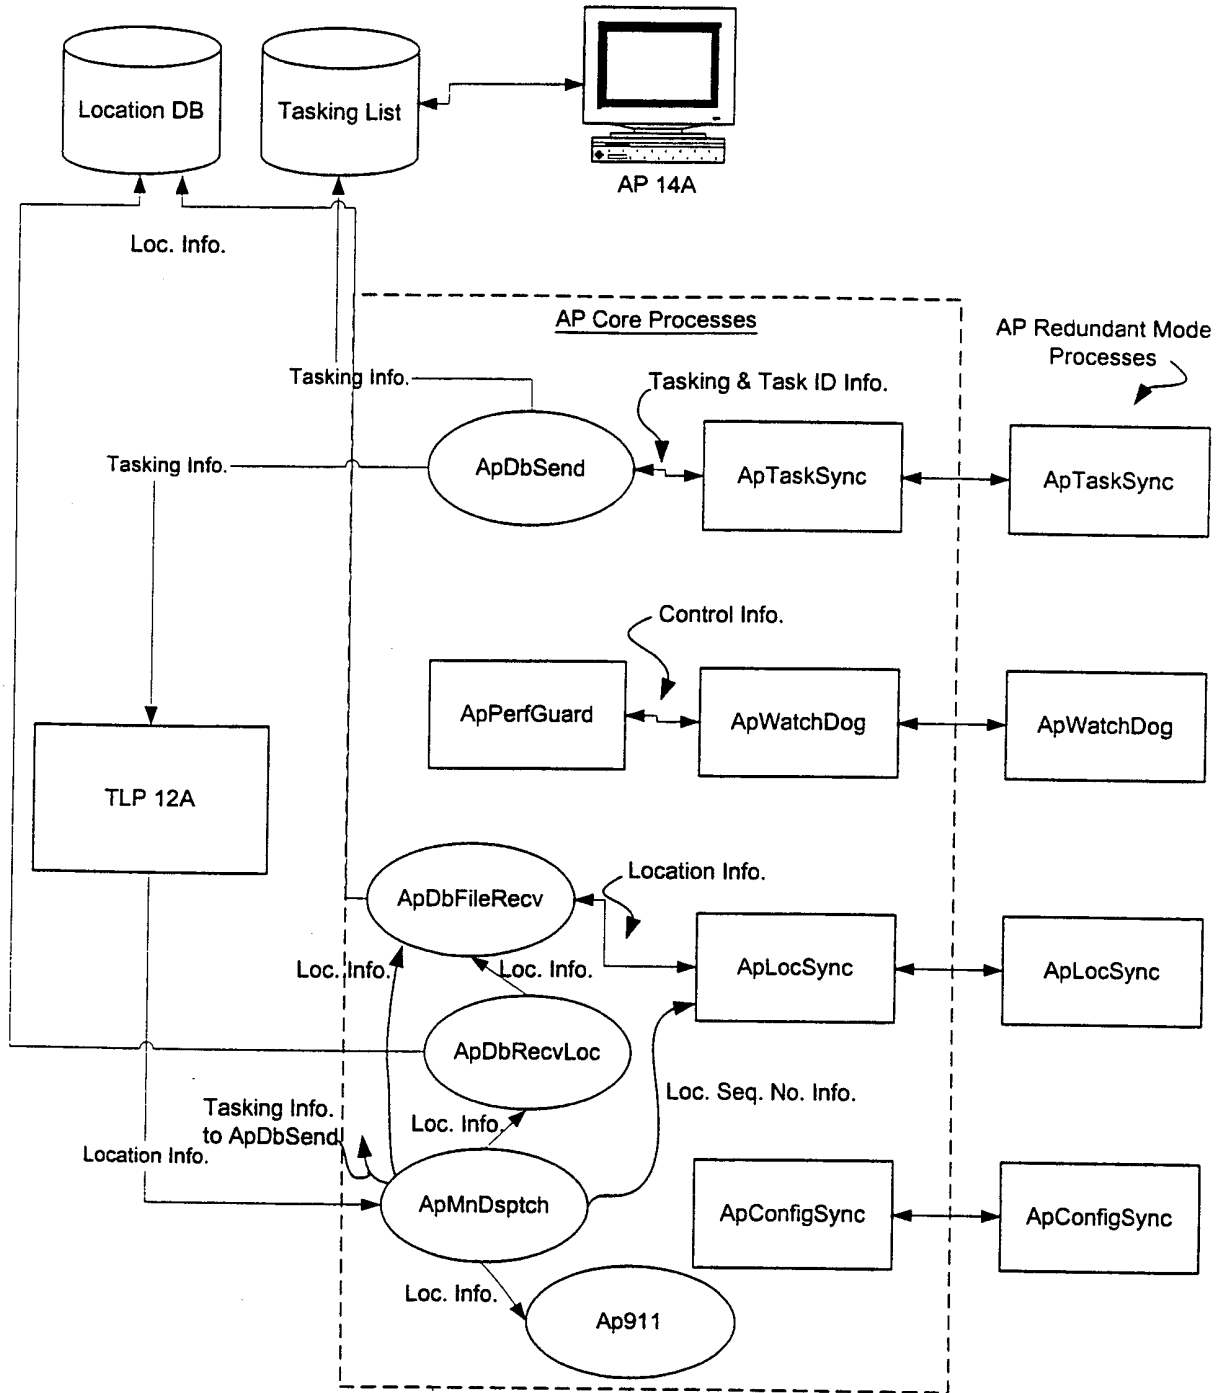 Location DB
Tasking List
AP 14A
Loc. Info.
AP Core Processes
AP Redundant Mode
Processes
Tasking Info.
Tasking & Task ID Info.
Tasking Info.
ApDbSend
ApTaskSync
ApTaskSync
Control Info.
ApPerfGuard
ApWatchDog
ApWatchDog
TLP 12A
ApDbFileRecv
Location Info.
Loc. Info.
Loc. Info.
ApLocSync
ApLocSync
ApDbRecvLoc
Loc. Seq. No. Info.
Tasking Info.
to ApDbSend
Loc. Info.
Location Info.
ApMnDsptch
ApConfigSync
ApConfigSync
Loc. Info.
Ap911